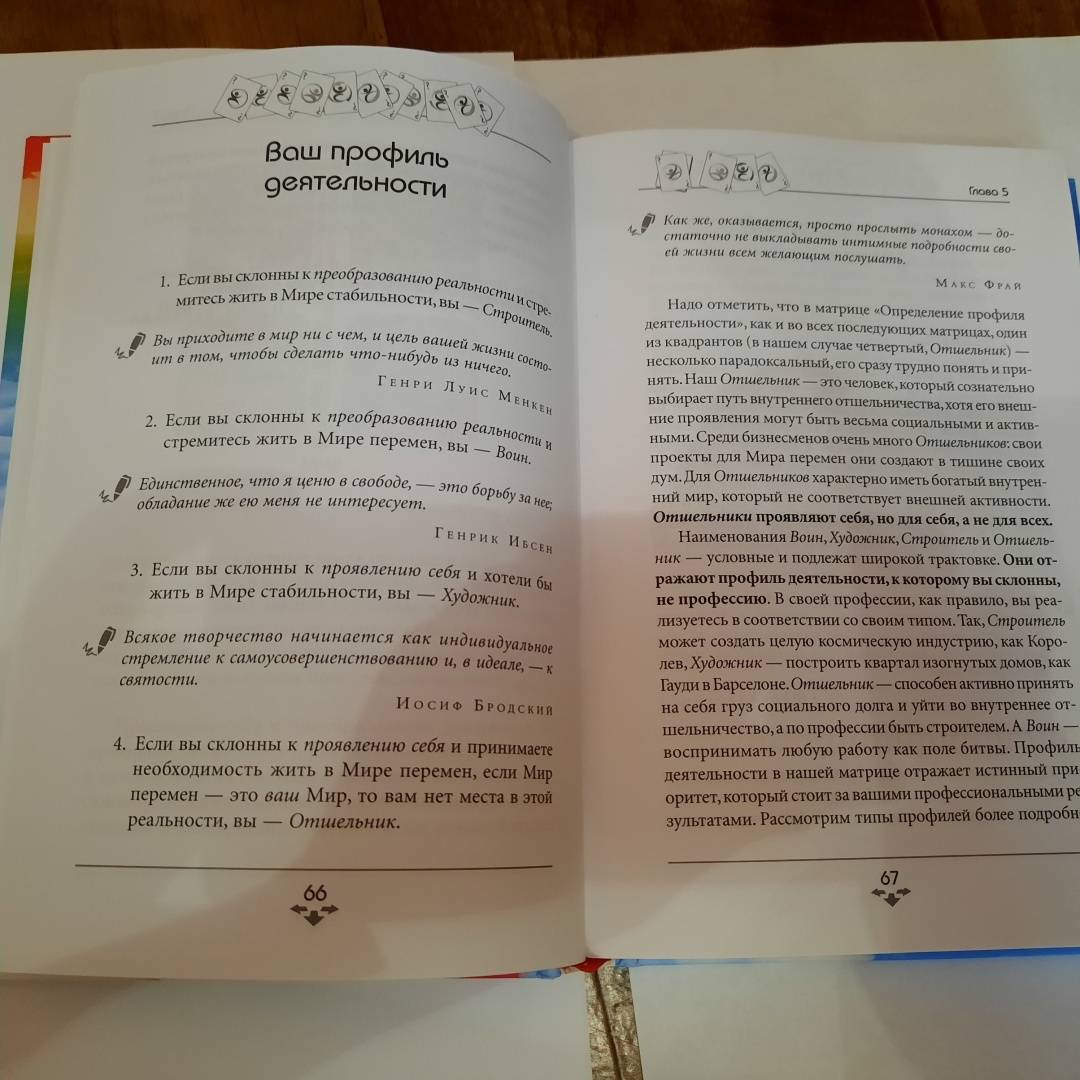 Ваш профиль
деятельности
1. Если вы склонны к преобразованию реальности и стре-
митесь жить в Мире стабильности, вы — Строитель.
Вы приходите в мир ни с чем, и цель вашей жизни состо-
ит в том, чтобы сделать что-нибудь из ничего.
Генри Луис Менкен
2. Если вы склонны к преобразованию реальности и
стремитесь жить в Мире перемен, вы — Воин.
Единственное, что я ценю в свободе, — это борьбу за нее;
обладание же ею меня не интересует.
Генрик Ибсен
3. Если вы склонны к проявлению себя и хотели бы
жить в Мире стабильности, вы — Художник.
Всякое творчество начинается как индивидуальное
стремление к самоусовершенствованию и, в идеале, — к
святости.
Иосиф Бродский
4. Если вы склонны к проявлению себя и принимаете
необходимость жить в Мире перемен, если Мир
перемен — это ваш Мир, то вам нет места в этой
реальности, вы — Отшельник.
66
Глава 5
Как же, оказывается, просто прослыть монахом — до-
статочно не выкладывать интимные подробности сво-
ей жизни всем желающим послушать.
Макс Фрай
Надо отметить, что в матрице «Определение профиля
деятельности», как и во всех последующих матрицах, один
из квадрантов (в нашем случае четвертый, Отшельник) —
несколько парадоксальный, его сразу трудно понять и при-
нять. Наш Отшельник — это человек, который сознательно
выбирает путь внутреннего отшельничества, хотя его внеш-
ние проявления могут быть весьма социальными и актив-
ными. Среди бизнесменов очень много Отшельников: свои
проекты для Мира перемен они создают в тишине своих
дум. Для Отшельников характерно иметь богатый внутрен-
ний мир, который не соответствует внешней активности.
Отшельники проявляют себя, но для себя, а не для всех.
Наименования Воин, Художник, Строитель и Отшель-
ник — условные и подлежат широкой трактовке. Они от-
ражают профиль деятельности, к которому вы склонны,
не профессию. В своей профессии, как правило, вы реа-
лизуетесь в соответствии со своим типом. Так, Строитель
может создать целую космическую индустрию, как Коро-
лев, Художник — построить квартал изогнутых домов, как
Гауди в Барселоне. Отшельник — способен активно принять
на себя груз социального долга и уйти во внутреннее от-
шельничество, а по профессии быть строителем. А Воин —
воспринимать любую работу как поле битвы. Профиль
деятельности в нашей матрице отражает истинный при
оритет, который стоит за вашими профессиональными ре
зультатами. Рассмотрим типы профилей более подробн
67